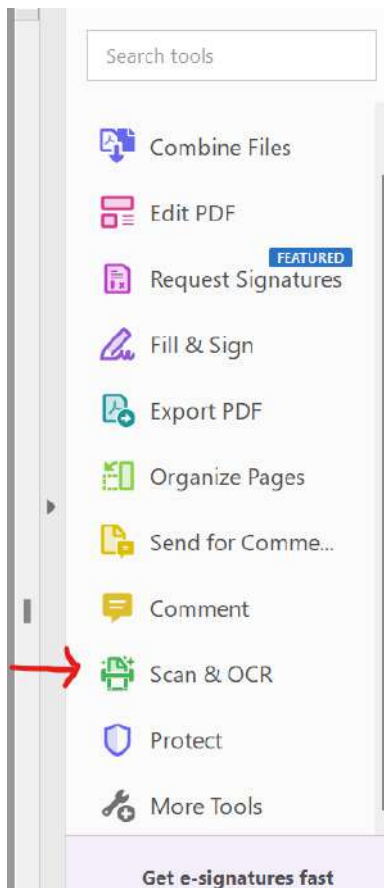 Search tools
Combine Files
Edit PDF
FEATURED
Request Signatures
Fill & Sign
Export PDF
Organize Pages
Send for Comme...
Comment
Scan & OCR
Protect
More Tools
Get e-signatures fast